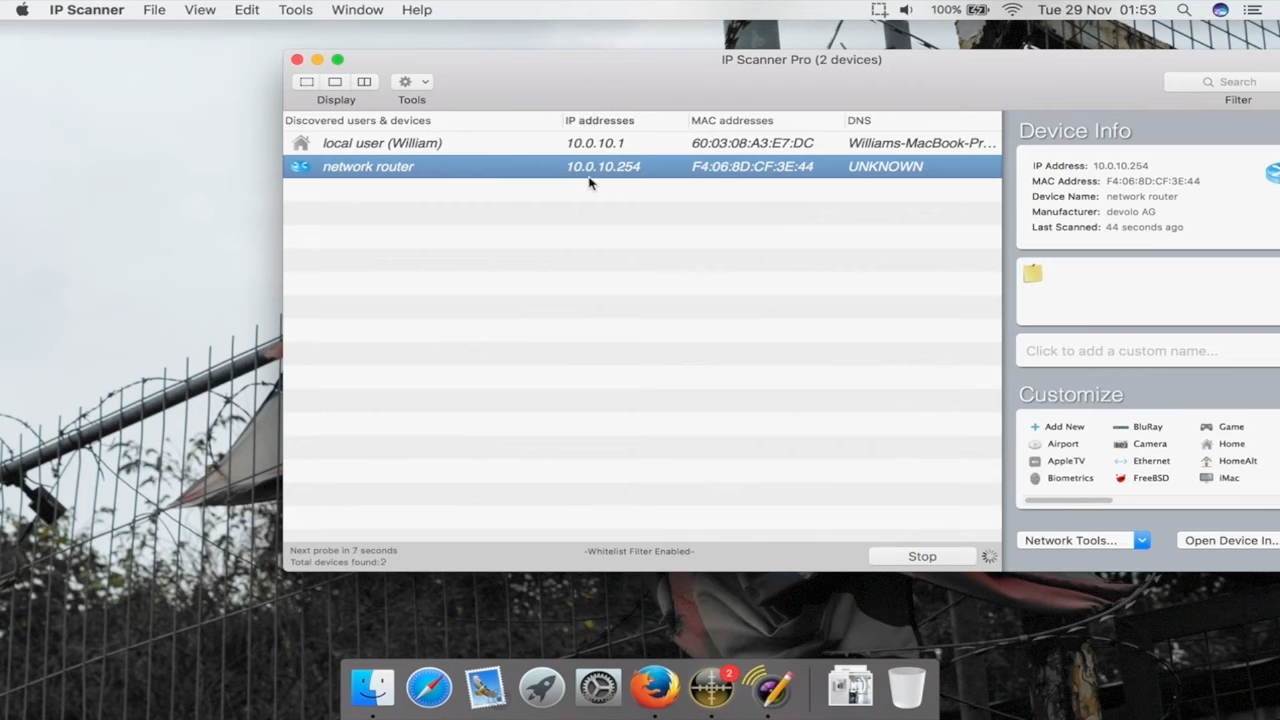 IP Scanner File View Edit Tools Window Help 100% Tue 29 Nov 01:53
IP Scanner Pro (2 devices)
Display Tools Search
Filter
Discovered users & devices IP addresses MAC addresses DNS
local user (William) 10.0.10.1 60:03:08:A3:E7:DC Williams-MacBook-Pr...
network router 10.0.10.254 F4:06:8D:CF:3E:44 UNKNOWN
Device Info
IP Address: 10.0.10.254
MAC Address: F4:06:8D:CF:3E:44
Device Name: network router
Manufacturer: devolo AG
Last Scanned: 44 seconds ago
Click to add a custom name...
Customize
Add New BluRay Game
Airport Camera Home
AppleTV Ethernet HomeAlt
Biometrics FreeBSD iMac
Network Tools... Open Device In...
Next probe in 7 seconds
Total devices found:2
-Whitelist Filter Enabled-
Stop
2